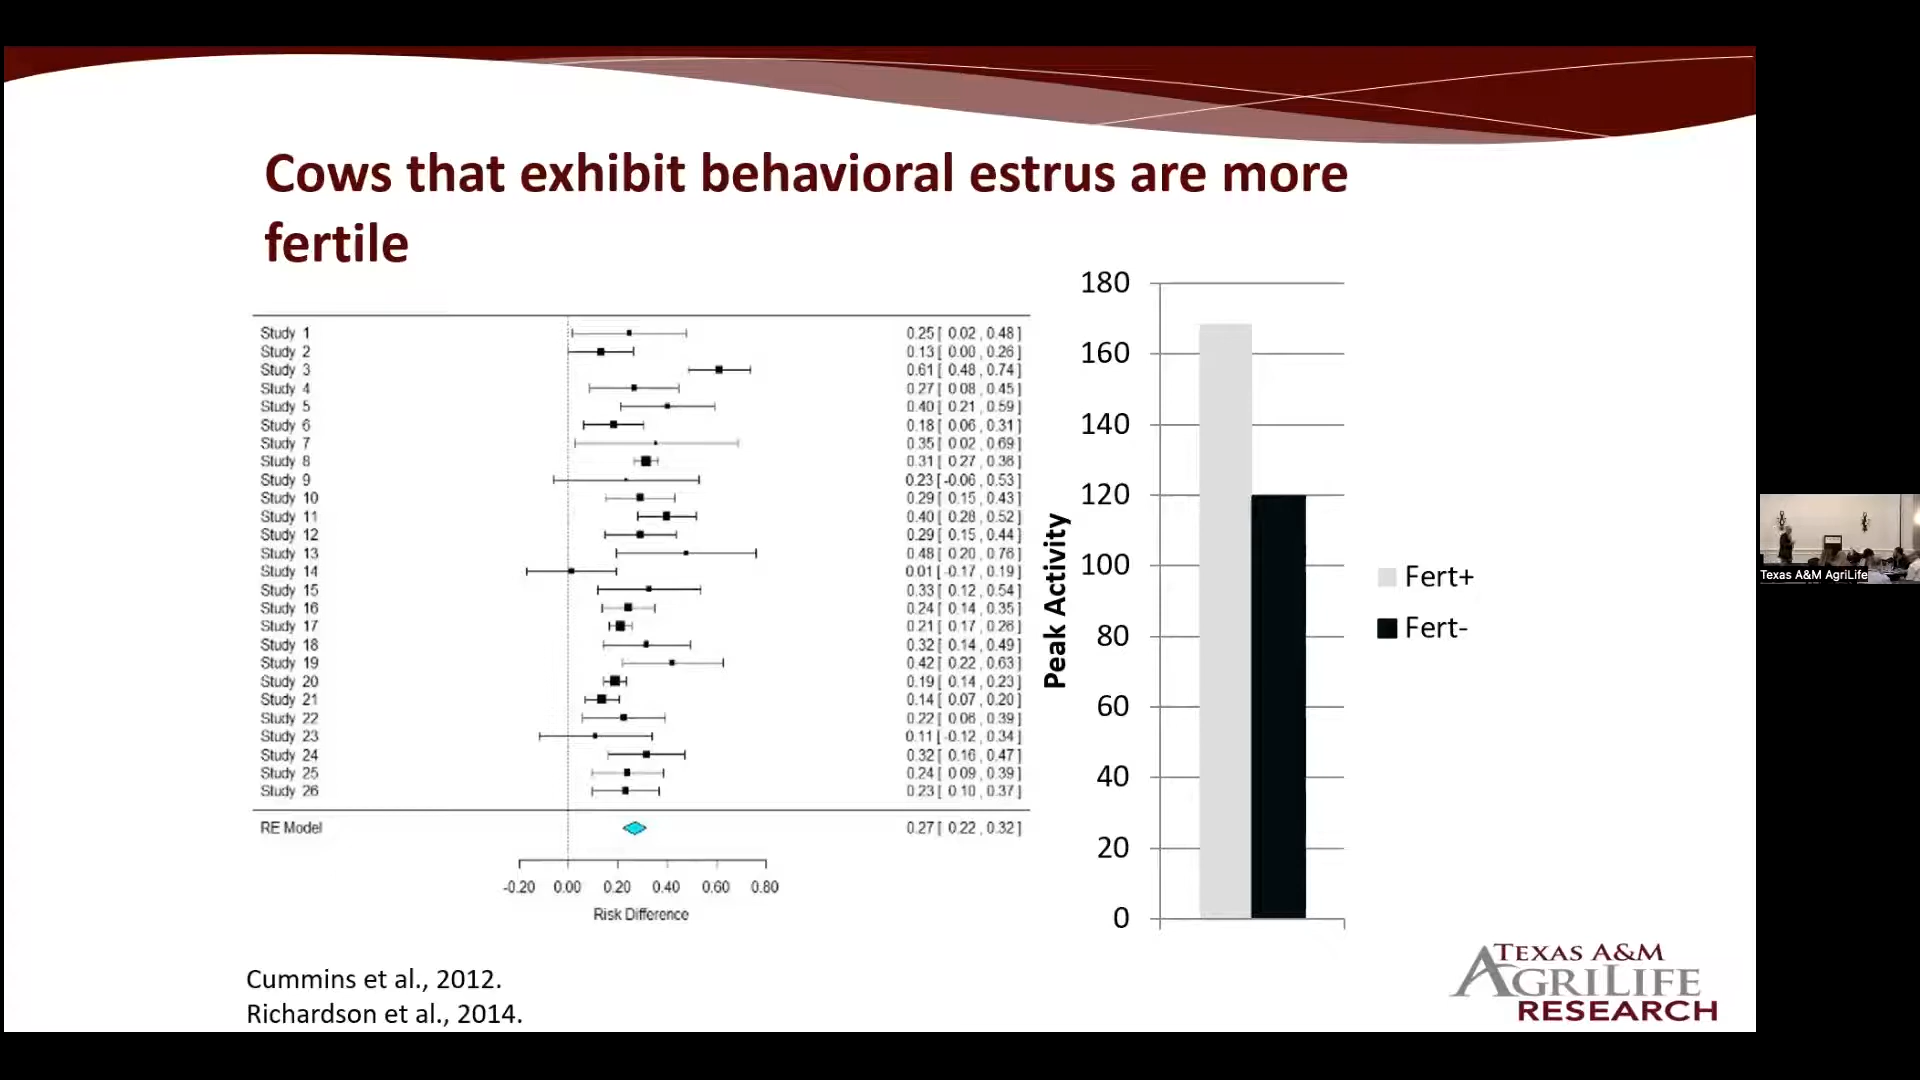 Cows that exhibit behavioral estrus are more
fertile
Study 1 0.25 [ 0.02 , 0.48 ]
Study 2 0.13 [ 0.00 , 0.26 ]
Study 3 0.61 [ 0.48 , 0.74 ]
Study 4 0.27 [ 0.08 , 0.45 ]
Study 5 0.40 [ 0.21 , 0.59 ]
Study 6 0.18 [ 0.06 , 0.31 ]
Study 7 0.35 [ 0.02 , 0.69 ]
Study 8 0.31 [ 0.27 , 0.36 ]
Study 9 0.23 [ -0.06 , 0.53 ]
Study 10 0.29 [ 0.15 , 0.43 ]
Study 11 0.40 [ 0.28 , 0.52 ]
Study 12 0.29 [ 0.15 , 0.44 ]
Study 13 0.48 [ 0.20 , 0.76 ]
Study 14 0.01 [ -0.17 , 0.19 ]
Study 15 0.33 [ 0.12 , 0.54 ]
Study 16 0.24 [ 0.14 , 0.35 ]
Study 17 0.21 [ 0.17 , 0.26 ]
Study 18 0.32 [ 0.14 , 0.49 ]
Study 19 0.42 [ 0.22 , 0.63 ]
Study 20 0.19 [ 0.14 , 0.23 ]
Study 21 0.14 [ 0.07 , 0.20 ]
Study 22 0.22 [ 0.06 , 0.39 ]
Study 23 0.11 [ -0.12 , 0.34 ]
Study 24 0.32 [ 0.16 , 0.47 ]
Study 25 0.24 [ 0.09 , 0.39 ]
Study 26 0.23 [ 0.10 , 0.37 ]
RE Model 0.27 [ 0.22 , 0.32 ]
-0.20 0.00 0.20 0.40 0.60 0.80
Risk Difference
180
160
140
120
100
80
60
40
20
0
Peak Activity
Fert+
Fert-
Cummins et al., 2012.
Richardson et al., 2014.
TEXAS A&M
AGRILIFE
RESEARCH
Texas A&M AgriLife